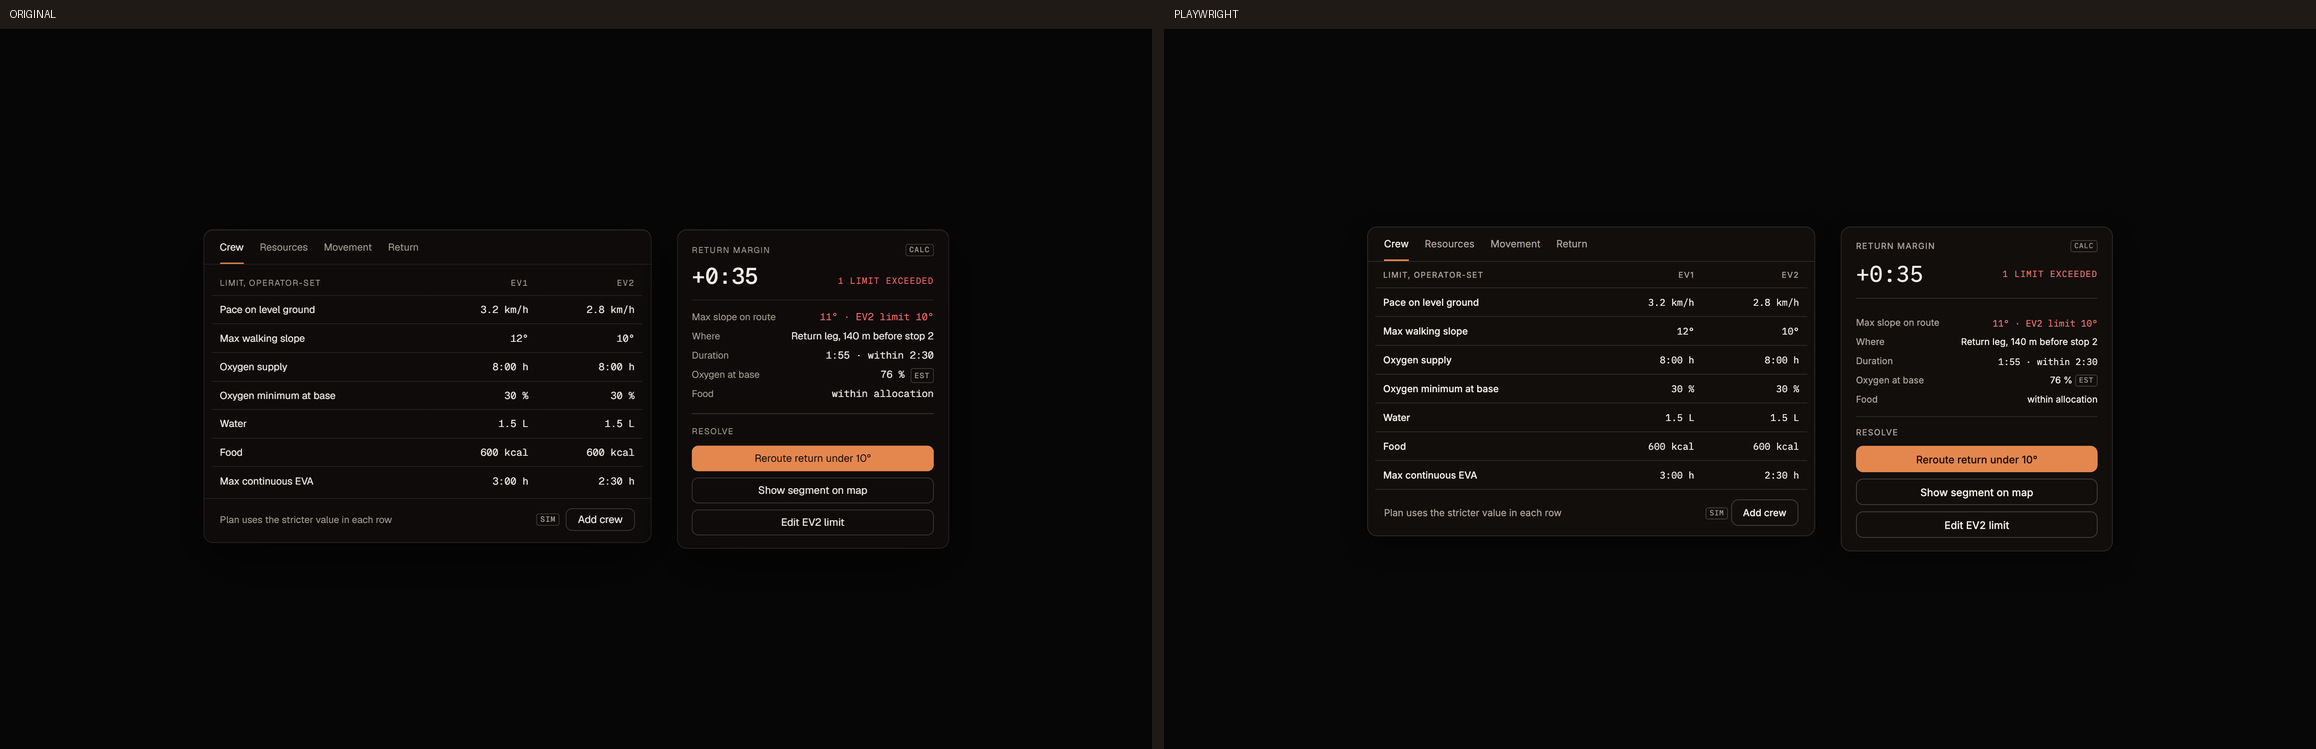 ORIGINAL
Crew Resources Movement Return
LIMIT, OPERATOR-SET EV1 EV2
Pace on level ground 3.2 km/h 2.8 km/h
Max walking slope 12° 10°
Oxygen supply 8:00 h 8:00 h
Oxygen minimum at base 30 % 30 %
Water 1.5 L 1.5 L
Food 600 kcal 600 kcal
Max continuous EVA 3:00 h 2:30 h
Plan uses the stricter value in each row SIM Add crew
RETURN MARGIN CALC
+0:35 1 LIMIT EXCEEDED
Max slope on route 11° · EV2 limit 10°
Where Return leg, 140 m before stop 2
Duration 1:55 · within 2:30
Oxygen at base 76 % EST
Food within allocation
RESOLVE
Reroute return under 10°
Show segment on map
Edit EV2 limit
PLAYWRIGHT
Crew Resources Movement Return
LIMIT, OPERATOR-SET EV1 EV2
Pace on level ground 3.2 km/h 2.8 km/h
Max walking slope 12° 10°
Oxygen supply 8:00 h 8:00 h
Oxygen minimum at base 30 % 30 %
Water 1.5 L 1.5 L
Food 600 kcal 600 kcal
Max continuous EVA 3:00 h 2:30 h
Plan uses the stricter value in each row SIM Add crew
RETURN MARGIN CALC
+0:35 1 LIMIT EXCEEDED
Max slope on route 11° · EV2 limit 10°
Where Return leg, 140 m before stop 2
Duration 1:55 · within 2:30
Oxygen at base 76 % EST
Food within allocation
RESOLVE
Reroute return under 10°
Show segment on map
Edit EV2 limit